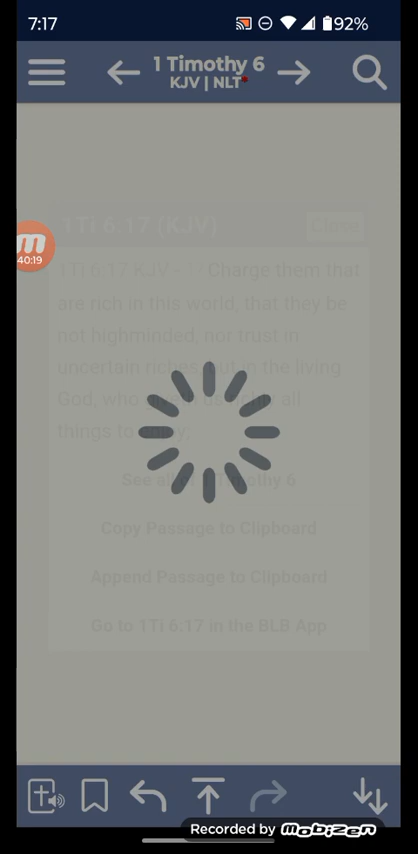 7:17
92%
1 Timothy 6
KJV | NLT*
1Ti 6:17 (KJV)
Close
1Ti 6:17 KJV - Charge them that
are rich in this world, that they be
not highminded, nor trust in
uncertain riches, but in the living
God, who us all
things to
See all 1 Timothy 6
Copy Passage to Clipboard
Append Passage to Clipboard
Go to 1Ti 6:17 in the BLB App
40:19
Recorded by mobizen